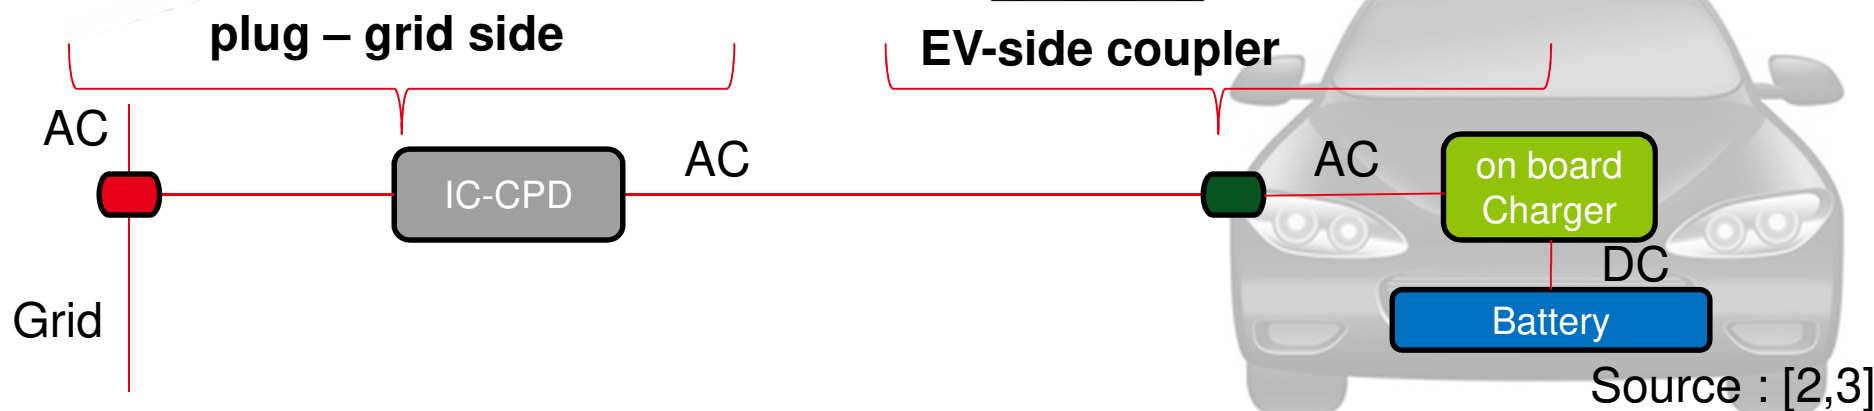 plug – grid side
EV-side coupler
AC
IC-CPD
AC
AC
on board
Charger
DC
Grid
Battery
Source : [2,3]